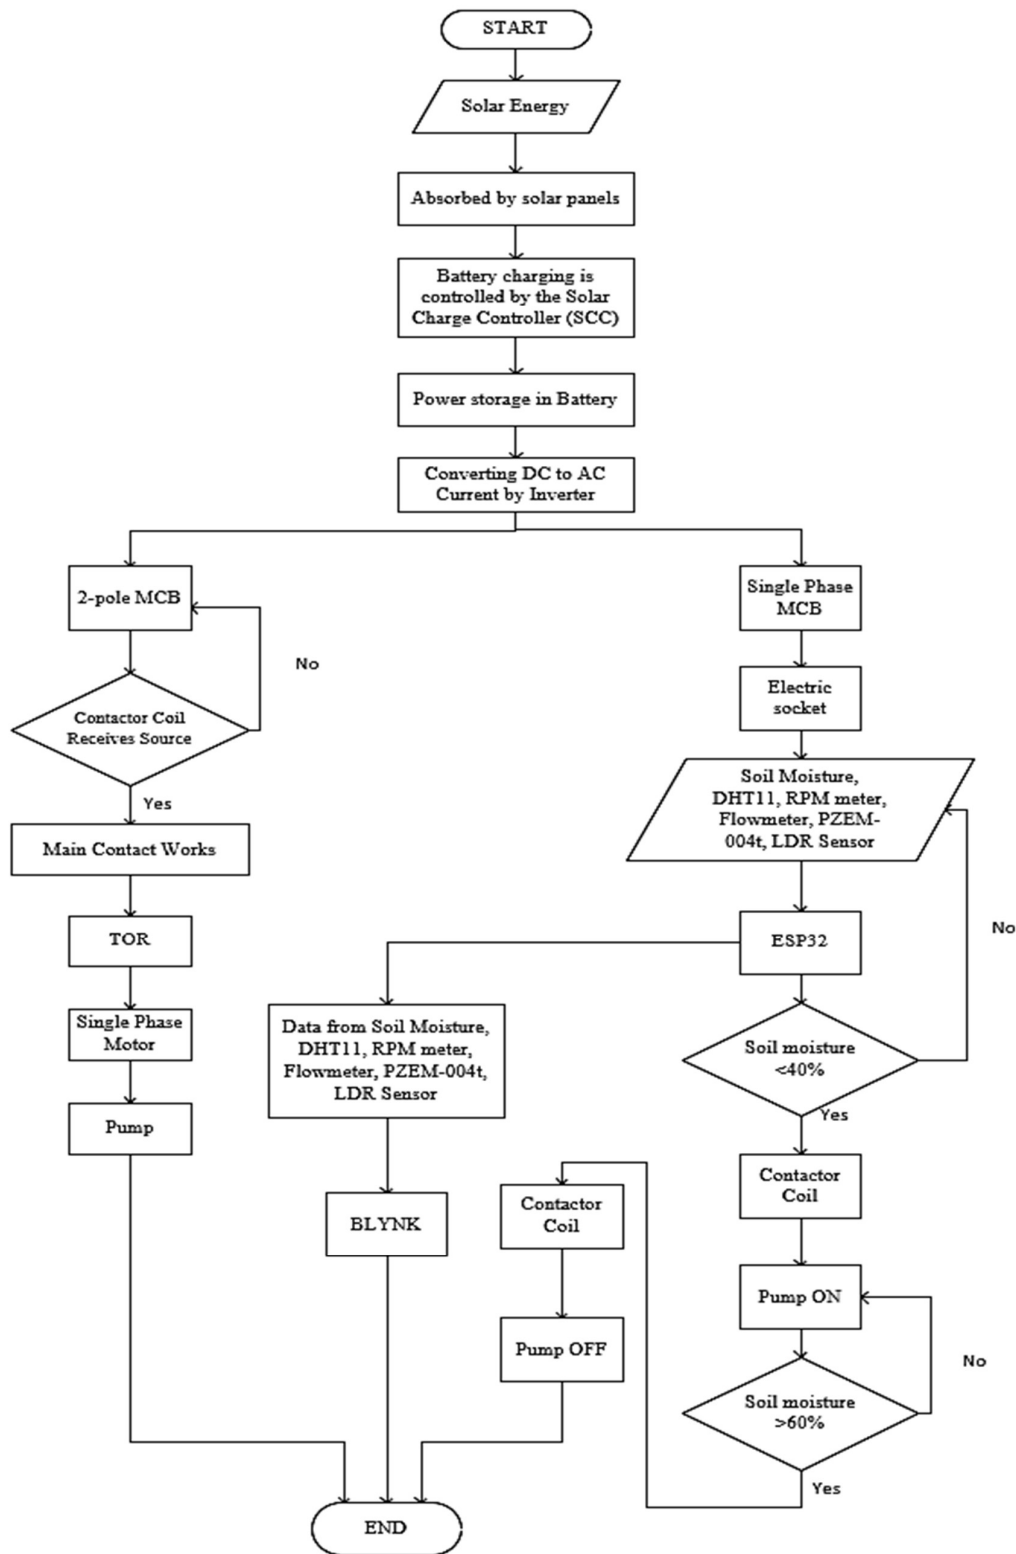 START
Solar Energy
Absorbed by solar panels
Battery charging is
controlled by the Solar
Charge Controller (SCC)
Power storage in Battery
Converting DC to AC
Current by Inverter
2-pole MCB
No
Contactor Coil
Receives Source
Yes
Main Contact Works
TOR
Single Phase
Motor
Pump
Single Phase
MCB
Electric
socket
Soil Moisture,
DHT11, RPM meter,
Flowmeter, PZEM-
004t, LDR Sensor
No
ESP32
Data from Soil Moisture,
DHT11, RPM meter,
Flowmeter, PZEM-004t,
LDR Sensor
BLYNK
Soil moisture
<40%
Yes
Contactor
Coil
Pump ON
No
Soil moisture
>60%
Yes
Contactor
Coil
Pump OFF
END